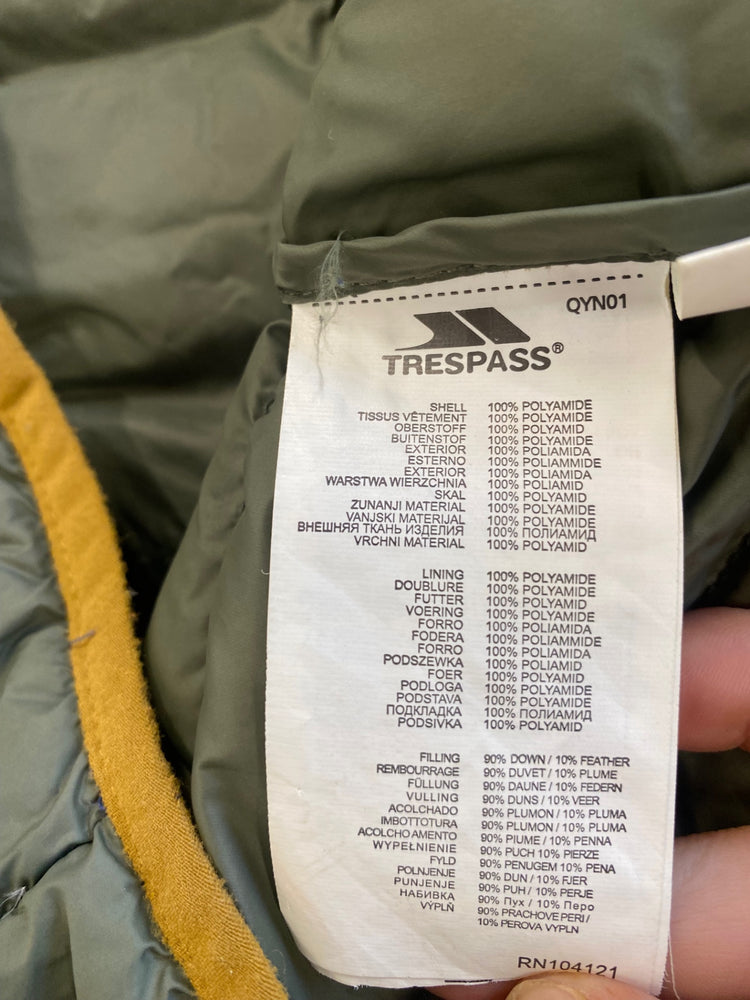 QYN01
TRESPASS®
SHELL 100% POLYAMIDE
TISSUS VÊTEMENT 100% POLYAMIDE
OBERSTOFF 100% POLYAMID
BUITENSTOF 100% POLYAMIDE
EXTERIOR 100% POLIAMIDA
ESTERNO 100% POLIAMMIDE
EXTERIOR 100% POLIAMIDA
WARSTWA WIERZCHNIA 100% POLYAMID
SKAL 100% POLYAMID
ZUNANJI MATERIAL 100% POLYAMIDE
VANJSKI MATERIJAL 100% POLYAMIDE
ВНЕШНЯЯ ТКАНЬ ИЗДЕЛИЯ 100% ПОЛИАМИД
VRCHNI MATERIAL 100% POLYAMID
LINING 100% POLYAMIDE
DOUBLURE 100% POLYAMIDE
FUTTER 100% POLYAMID
VOERING 100% POLYAMIDE
FORRO 100% POLIAMIDA
FODERA 100% POLIAMMIDE
FORRO 100% POLIAMIDA
PODSZEWKA 100% POLIAMID
FOER 100% POLYAMID
PODLOGA 100% POLYAMIDE
PODSTAVA 100% POLYAMIDE
ПОДКЛАДКА 100% ПОЛИАМИД
PODSIVKA 100% POLYAMID
FILLING 90% DOWN / 10% FEATHER
REMBOURRAGE 90% DUVET / 10% PLUME
FÜLLUNG 90% DAUNE / 10% FEDERN
VULLING 90% DUNS / 10% VEER
ACOLCHADO 90% PLUMON / 10% PLUMA
IMBOTTOTURA 90% PLUMON / 10% PLUMA
ACOLCHO AMENTO 90% PIUME / 10% PENNA
WYPEŁNIENIE 90% PUCH 10% PIERZE
FYLD 90% PENUGEM 10% PENA
POLNJENJE 90% DUN / 10% FJER
PUNJENJE 90% PUH / 10% PERJE
НАБИВКА 90% Пух / 10% Перо
VÝPLŇ 90% PRACHOVE PERI /
10% PEROVA VYPLN
RN104121